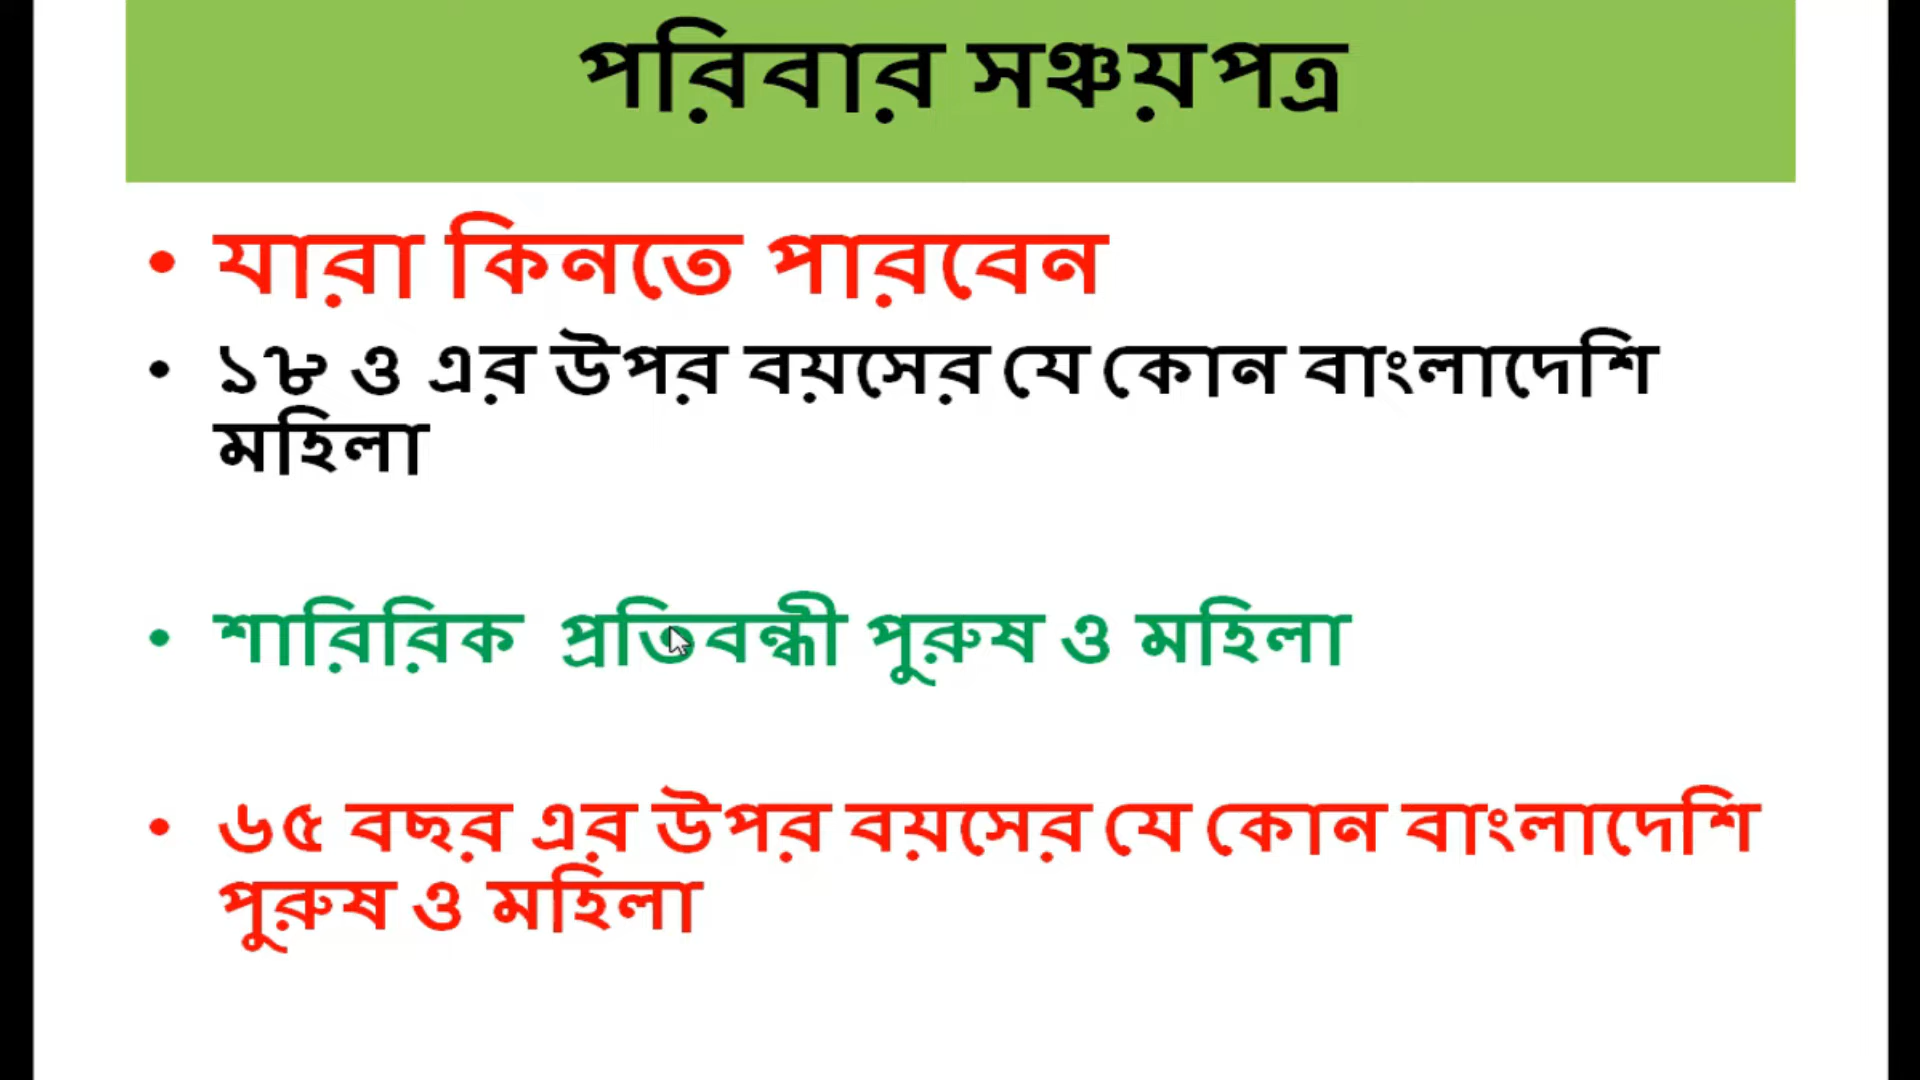 পরিবার সঞ্চয়পত্র
• যারা কিনতে পারবেন
• ১৮ ও এর উপর বয়সের যে কোন বাংলাদেশি
মহিলা
• শারিরিক প্রতিবন্ধী পুরুষ ও মহিলা
• ৬৫ বছর এর উপর বয়সের যে কোন বাংলাদেশি
পুরুষ ও মহিলা